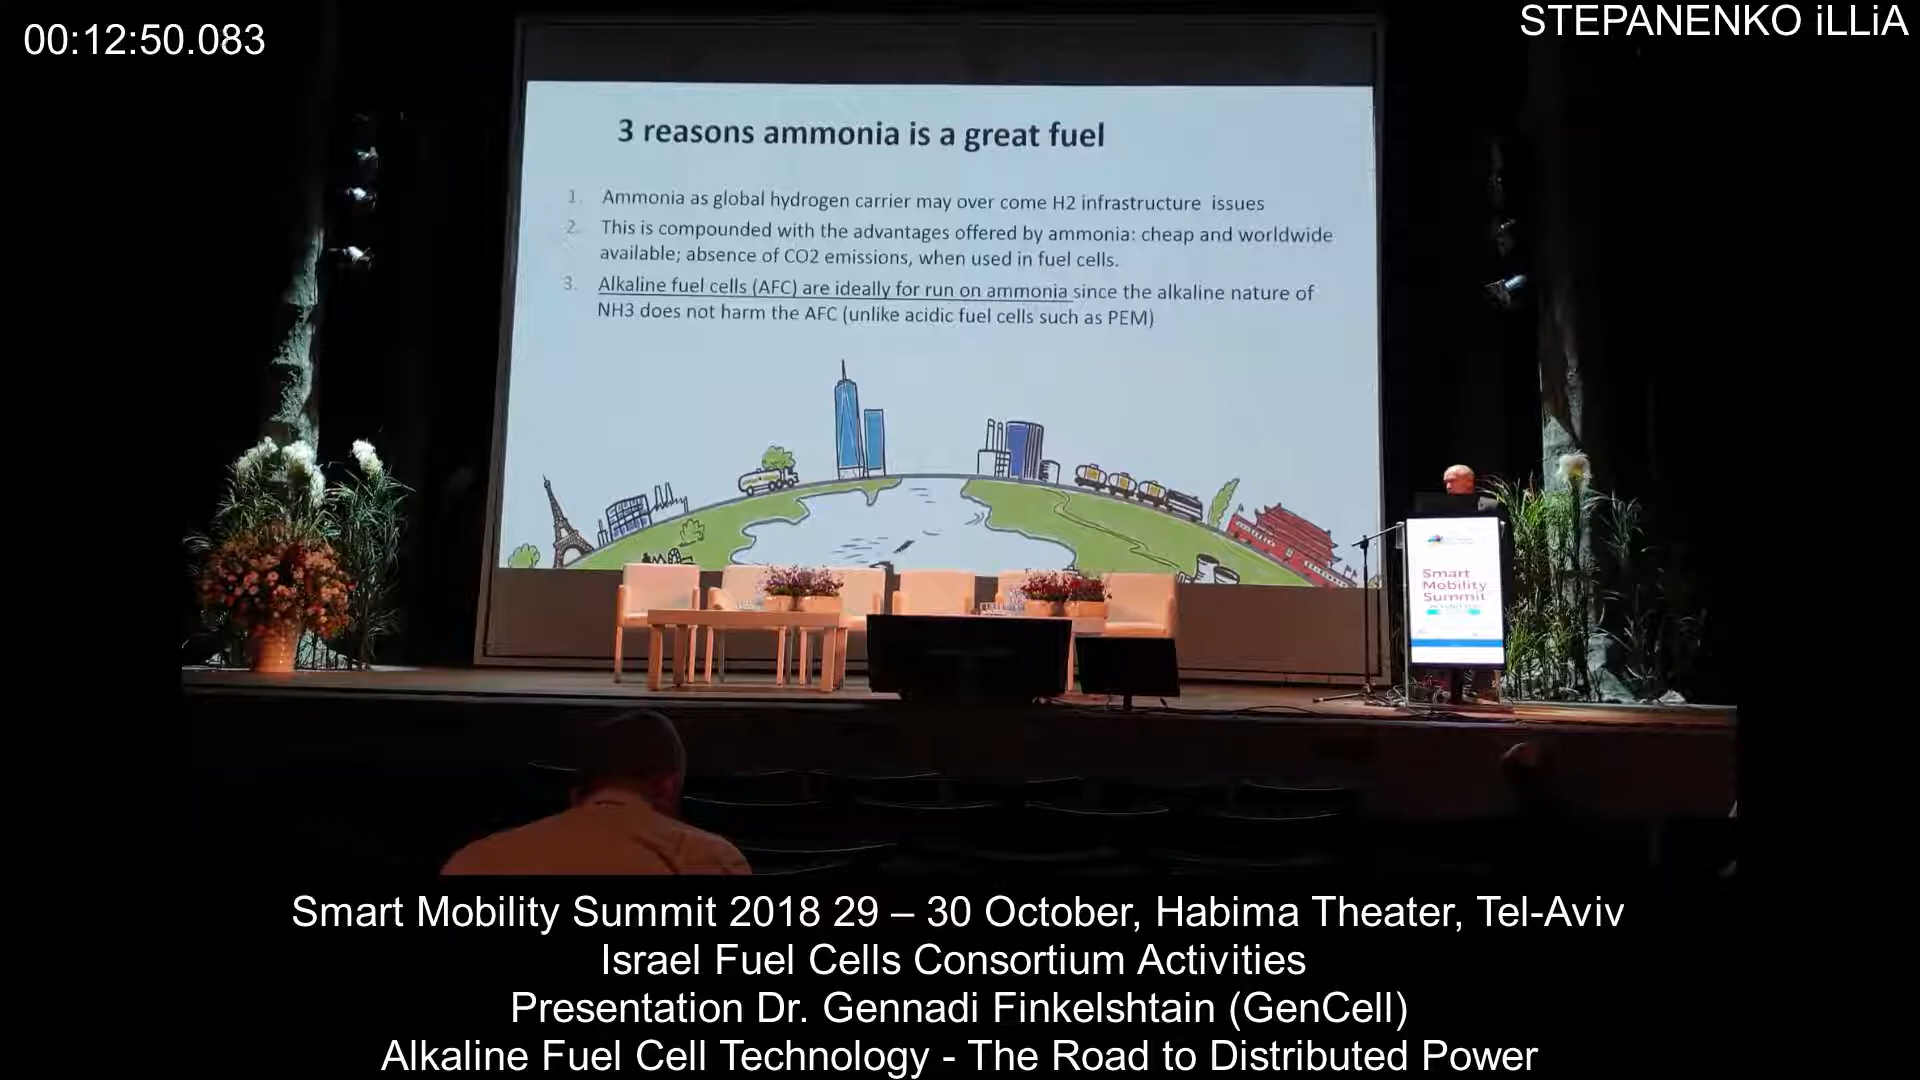 00:12:50.083
STEPANENKO iLLiA
3 reasons ammonia is a great fuel
1. Ammonia as global hydrogen carrier may over come H2 infrastructure issues
2. This is compounded with the advantages offered by ammonia: cheap and worldwide
available; absence of CO2 emissions, when used in fuel cells.
3. Alkaline fuel cells (AFC) are ideally for run on ammonia since the alkaline nature of
NH3 does not harm the AFC (unlike acidic fuel cells such as PEM)
Smart
Mobility
Summit
Smart Mobility Summit 2018 29 – 30 October, Habima Theater, Tel-Aviv
Israel Fuel Cells Consortium Activities
Presentation Dr. Gennadi Finkelshtain (GenCell)
Alkaline Fuel Cell Technology - The Road to Distributed Power